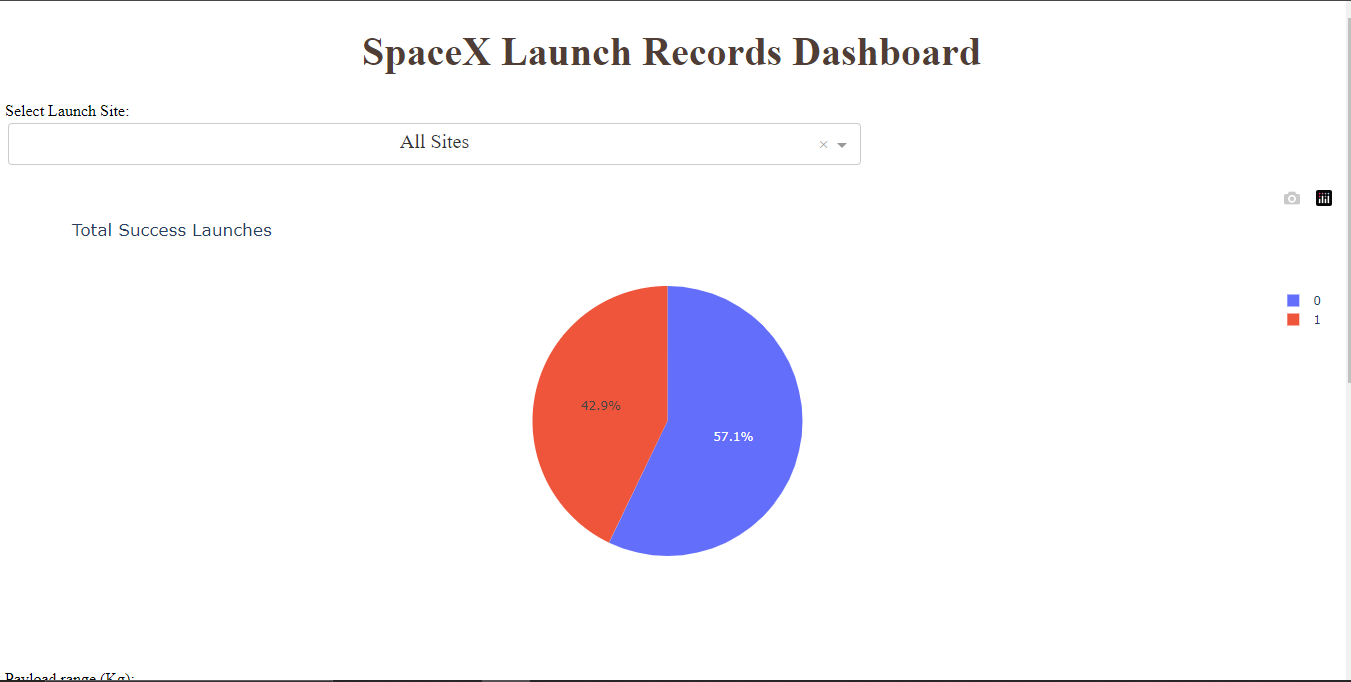 SpaceX Launch Records Dashboard
Select Launch Site:
All Sites
×
Total Success Launches
0
1
42.9%
57.1%
Payload range (Kg):